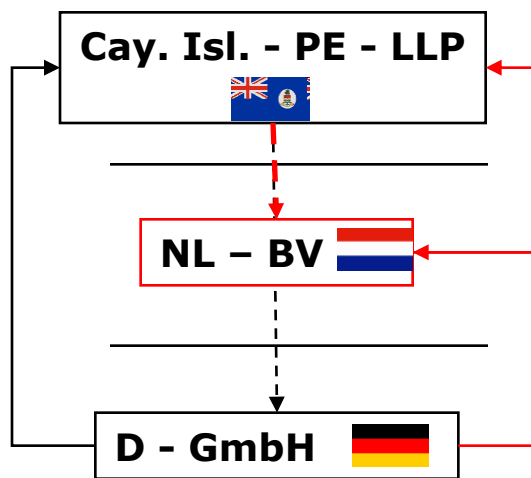 Cay. Isl. - PE - LLP
NL – BV
D - GmbH